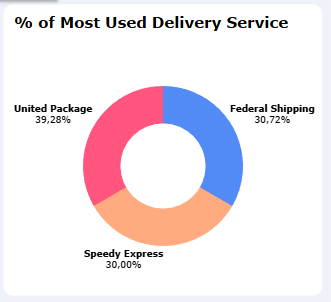 % of Most Used Delivery Service
United Package
39,28%
Federal Shipping
30,72%
Speedy Express
30,00%